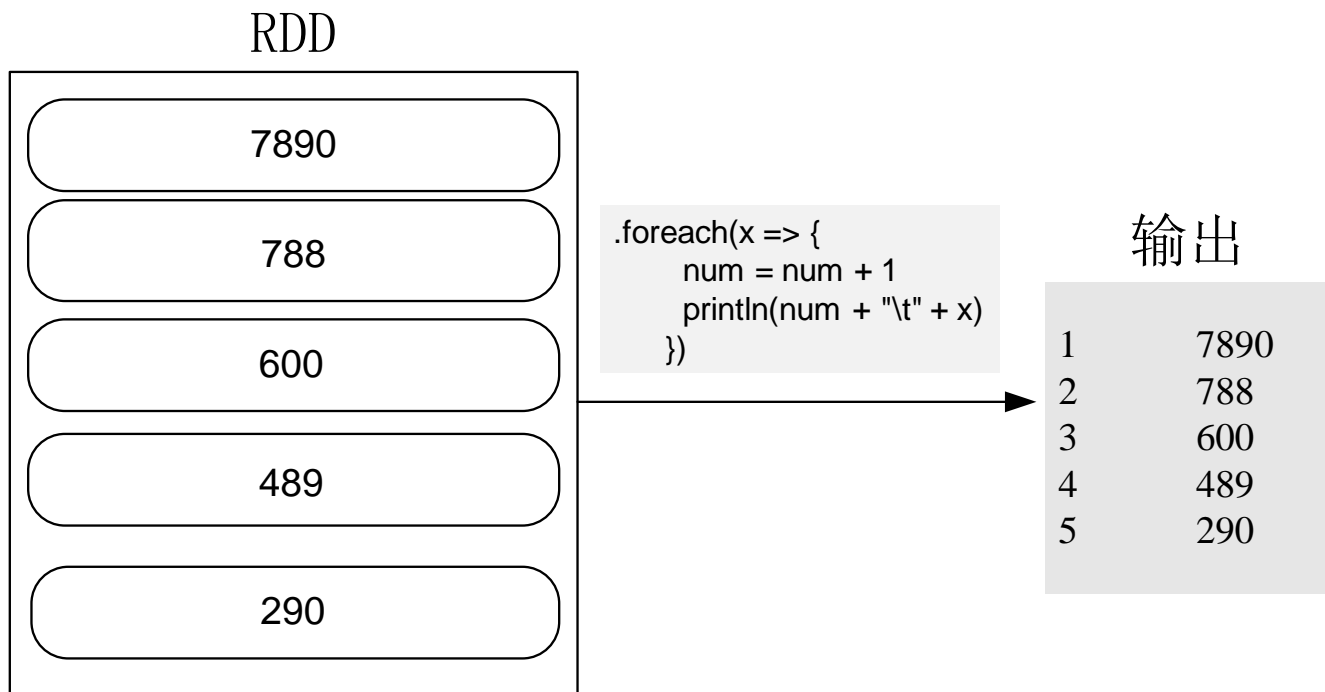 RDD
7890
788
600
489
290
.foreach(x => {
num = num + 1
println(num + "\t" + x)
})
输出
1 7890
2 788
3 600
4 489
5 290